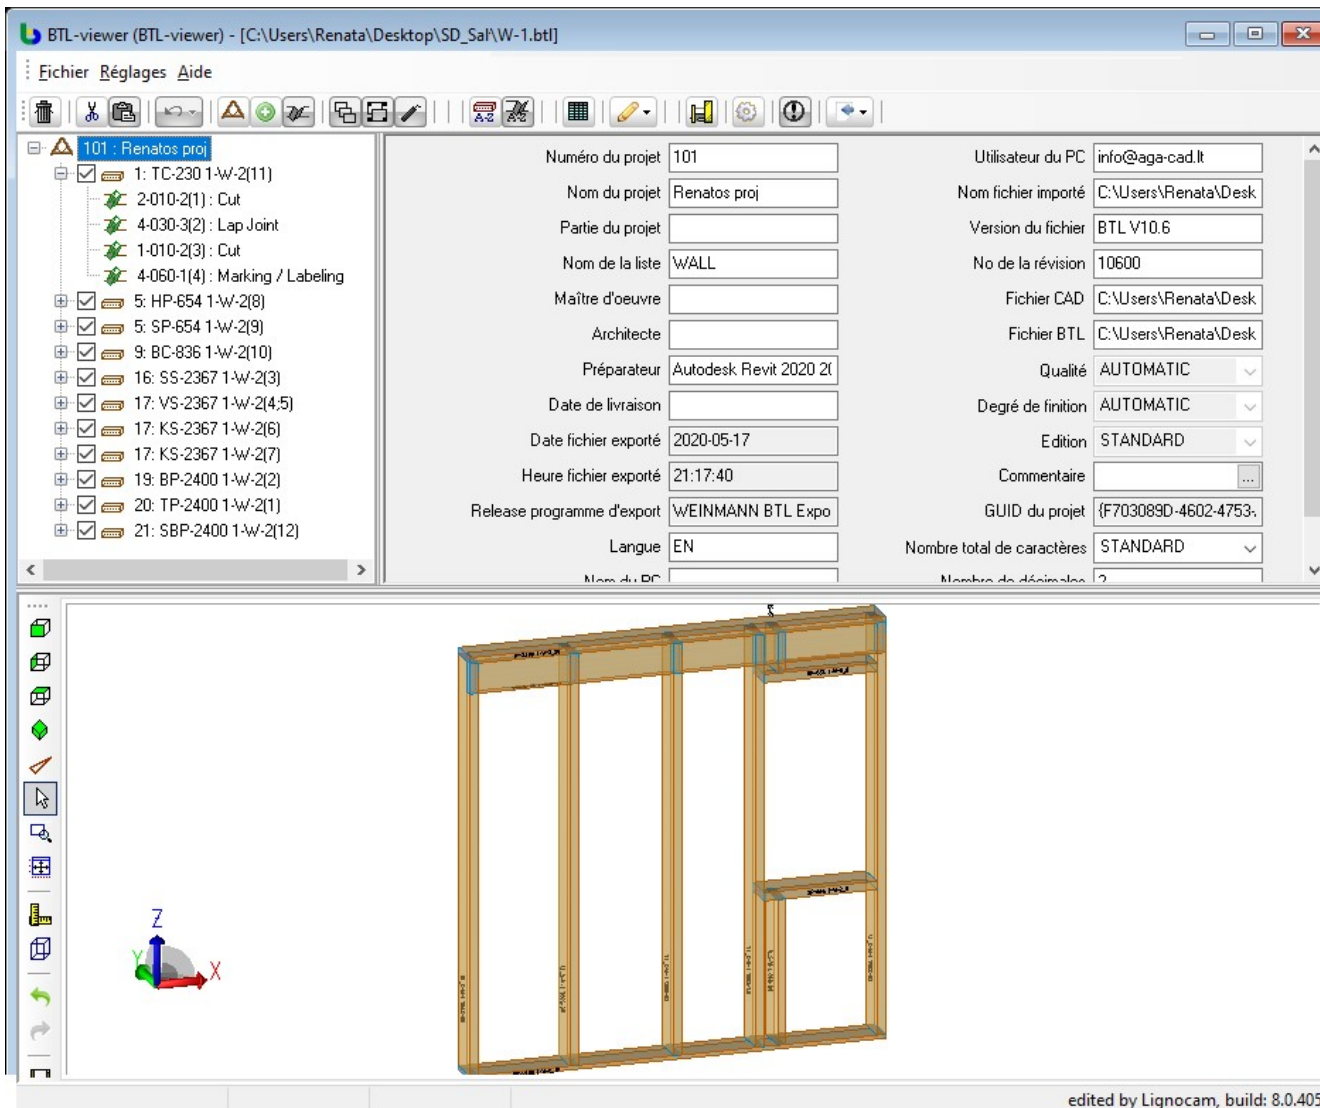 BTL-viewer (BTL-viewer) - [C:\Users\Renata\Desktop\SD_Sal\W-1.btl]
Fichier Réglages Aide
A-Z
101 : Renatos proj
1: TC-230 1-W-2(11)
2-010-2(1) : Cut
4-030-3(2) : Lap Joint
1-010-2(3) : Cut
4-060-1(4) : Marking / Labeling
5: HP-654 1-W-2(8)
5: SP-654 1-W-2(9)
9: BC-836 1-W-2(10)
16: SS-2367 1-W-2(3)
17: VS-2367 1-W-2(4;5)
17: KS-2367 1-W-2(6)
17: KS-2367 1-W-2(7)
19: BP-2400 1-W-2(2)
20: TP-2400 1-W-2(1)
21: SBP-2400 1-W-2(12)
Numéro du projet 101
Nom du projet Renatos proj
Partie du projet
Nom de la liste WALL
Maître d'oeuvre
Architecte
Préparateur Autodesk Revit 2020 2(
Date de livraison
Date fichier exporté 2020-05-17
Heure fichier exporté 21:17:40
Release programme d'export WEINMANN BTL Expo
Langue EN
Nom du PC
Utilisateur du PC info@aga-cad.lt
Nom fichier importé C:\Users\Renata\Desk
Version du fichier BTL V10.6
No de la révision 10600
Fichier CAD C:\Users\Renata\Desk
Fichier BTL C:\Users\Renata\Desk
Qualité AUTOMATIC
Degré de finition AUTOMATIC
Edition STANDARD
Commentaire ...
GUID du projet {F703089D-4602-4753-
Nombre total de caractères STANDARD
Nombre de décimales 2
Z
Y
X
edited by Lignocam, build: 8.0.405